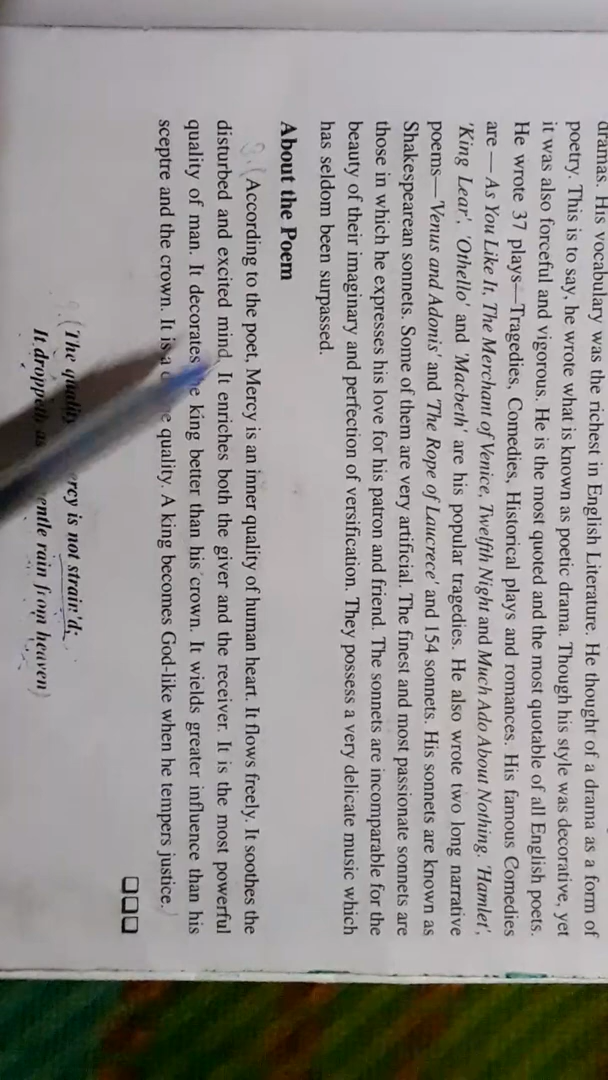 dramas. His vocabulary was the richest in English Literature. He thought of a drama as a form of
poetry. This is to say, he wrote what is known as poetic drama. Though his style was decorative, yet
it was also forceful and vigorous. He is the most quoted and the most quotable of all English poets.
He wrote 37 plays—Tragedies, Comedies, Historical plays and romances. His famous Comedies
are — As You Like It, The Merchant of Venice, Twelfth Night and Much Ado About Nothing. 'Hamlet',
'King Lear', 'Othello' and 'Macbeth' are his popular tragedies. He also wrote two long narrative
poems—'Venus and Adonis' and 'The Rope of Laucrece' and 154 sonnets. His sonnets are known as
Shakespearean sonnets. Some of them are very artificial. The finest and most passionate sonnets are
those in which he expresses his love for his patron and friend. The sonnets are incomparable for the
beauty of their imaginary and perfection of versification. They possess a very delicate music which
has seldom been surpassed.
About the Poem
(According to the poet, Mercy is an inner quality of human heart. It flows freely. It soothes the
disturbed and excited mind. It enriches both the giver and the receiver. It is the most powerful
quality of man. It decorates king better than his crown. It wields greater influence than his
sceptre and the crown. It is a quality. A king becomes God-like when he tempers justice.)
(The quality is not strain'd;
It droppeth as rain from heaven)